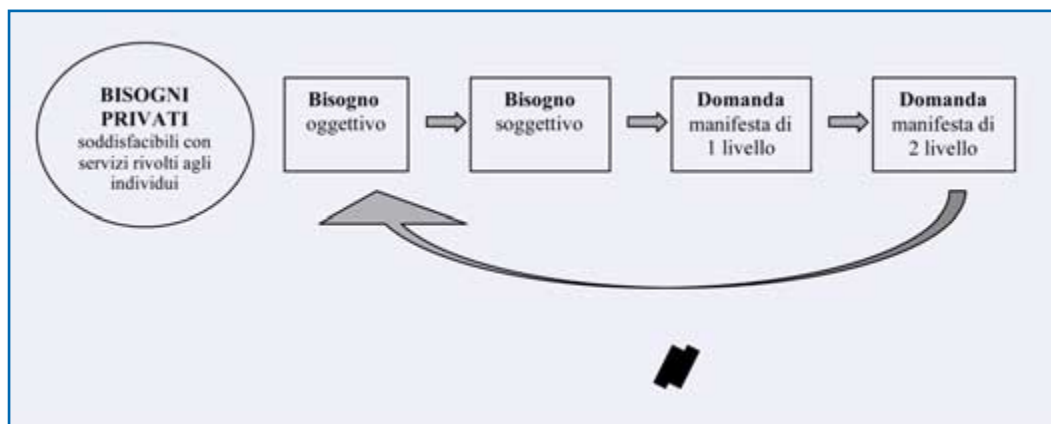 BISOGNI
PRIVATI
soddisfacibili con
servizi rivolti agli
individui
Bisogno
oggettivo
Bisogno
soggettivo
Domanda
manifesta di
1 livello
Domanda
manifesta di
2 livello